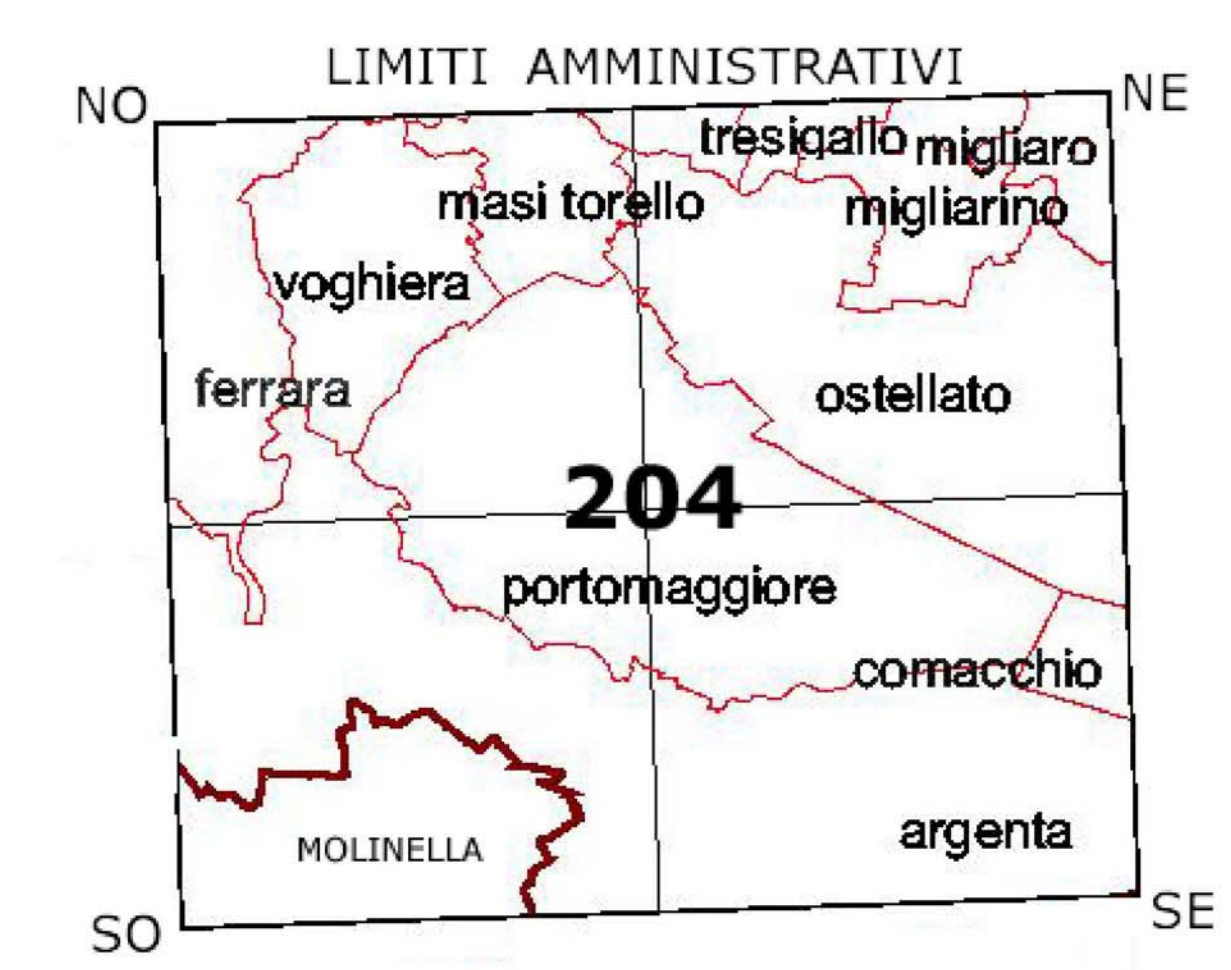 LIMITI AMMINISTRATIVI
NO
NE
tresigallo
migliaro
masi torello
migliarino
voghiera
ferrara
ostellato
204
portomaggiore
comacchio
argenta
MOLINELLA
SO
SE